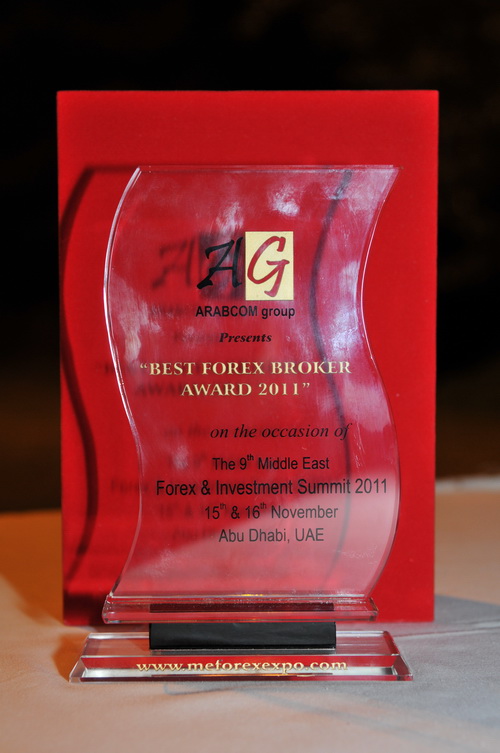 AG
ARABCOM group
Presents
“BEST FOREX BROKER
AWARD 2011”
on the occasion of
The 9th Middle East
Forex & Investment Summit 2011
15th & 16th November
Abu Dhabi, UAE
www.meforexexpo.com